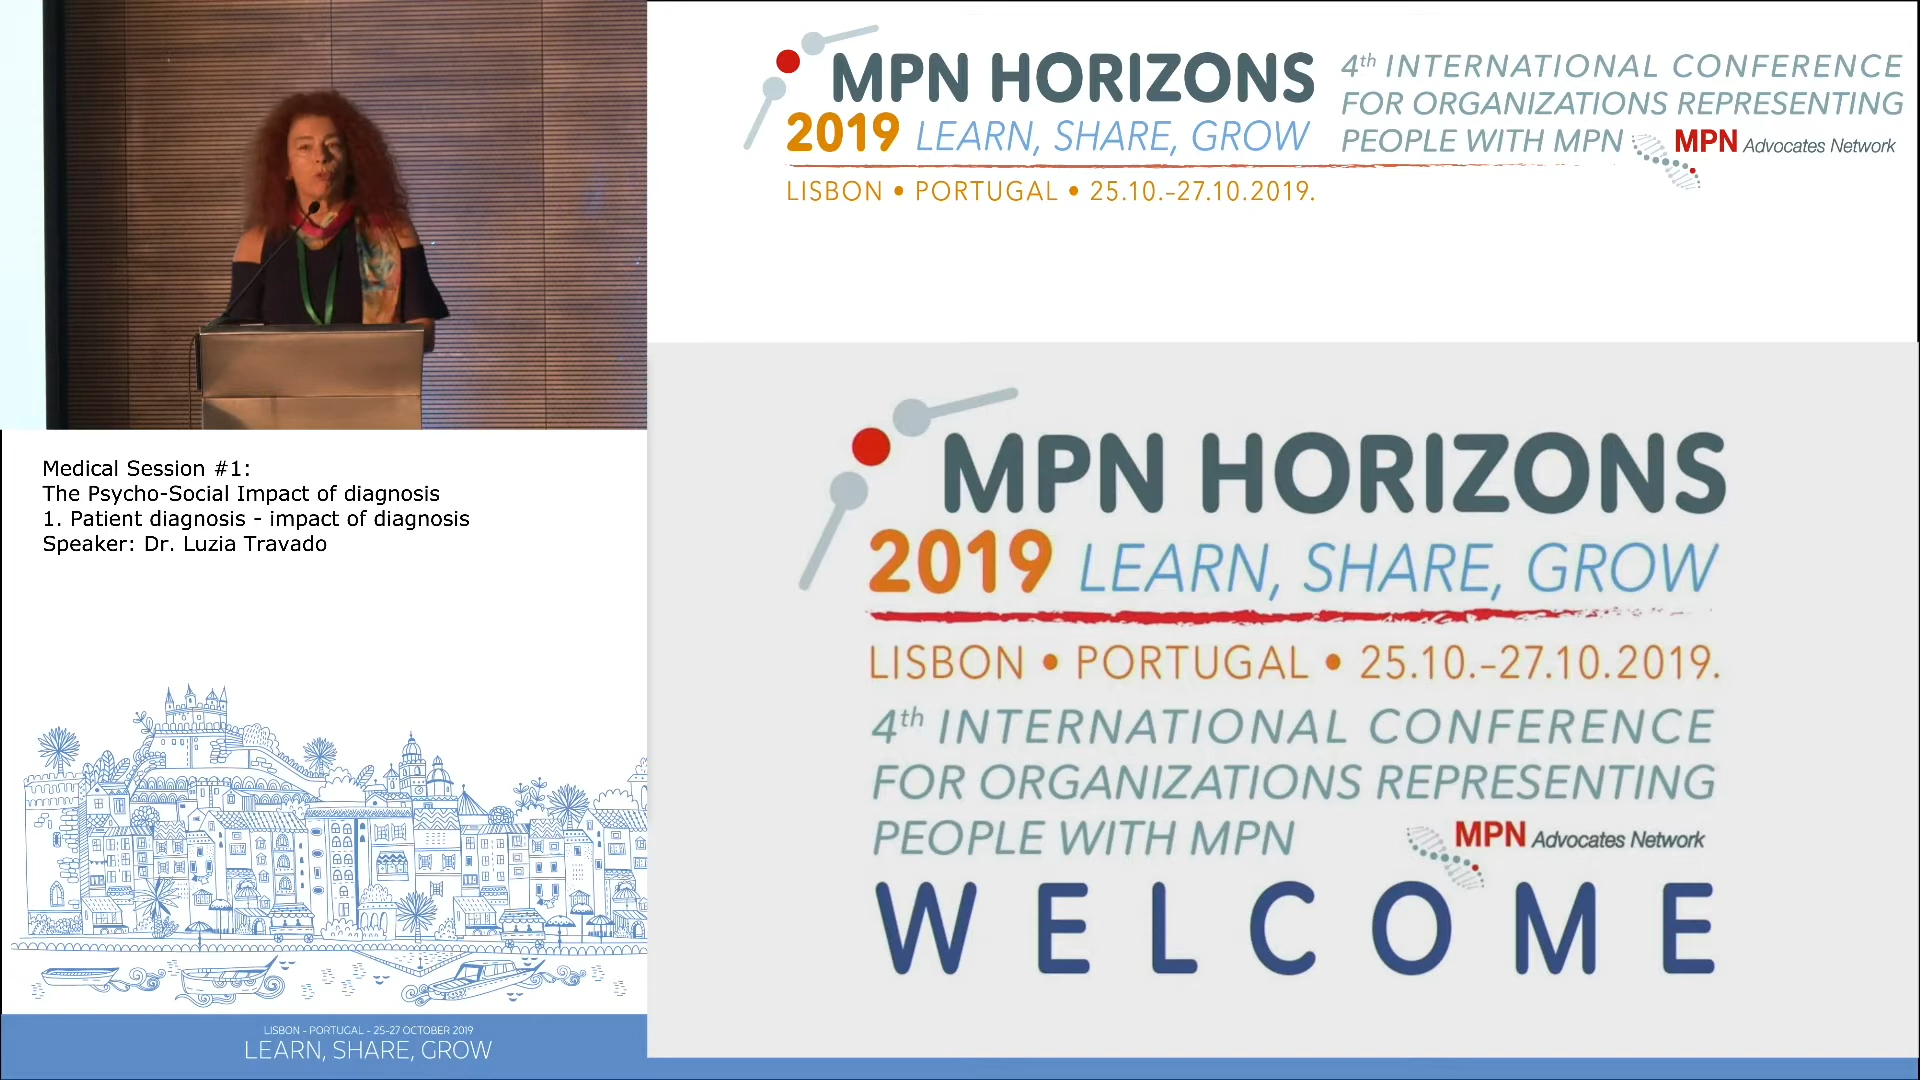 MPN HORIZONS
2019 LEARN, SHARE, GROW
LISBON • PORTUGAL • 25.10.-27.10.2019.
4th INTERNATIONAL CONFERENCE
FOR ORGANIZATIONS REPRESENTING
PEOPLE WITH MPN
MPN Advocates Network
Medical Session #1:
The Psycho-Social Impact of diagnosis
1. Patient diagnosis - impact of diagnosis
Speaker: Dr. Luzia Travado
MPN HORIZONS
2019 LEARN, SHARE, GROW
LISBON • PORTUGAL • 25.10.-27.10.2019.
4th INTERNATIONAL CONFERENCE
FOR ORGANIZATIONS REPRESENTING
PEOPLE WITH MPN
MPN Advocates Network
WELCOME
LISBON - PORTUGAL - 25-27 OCTOBER 2019
LEARN, SHARE, GROW